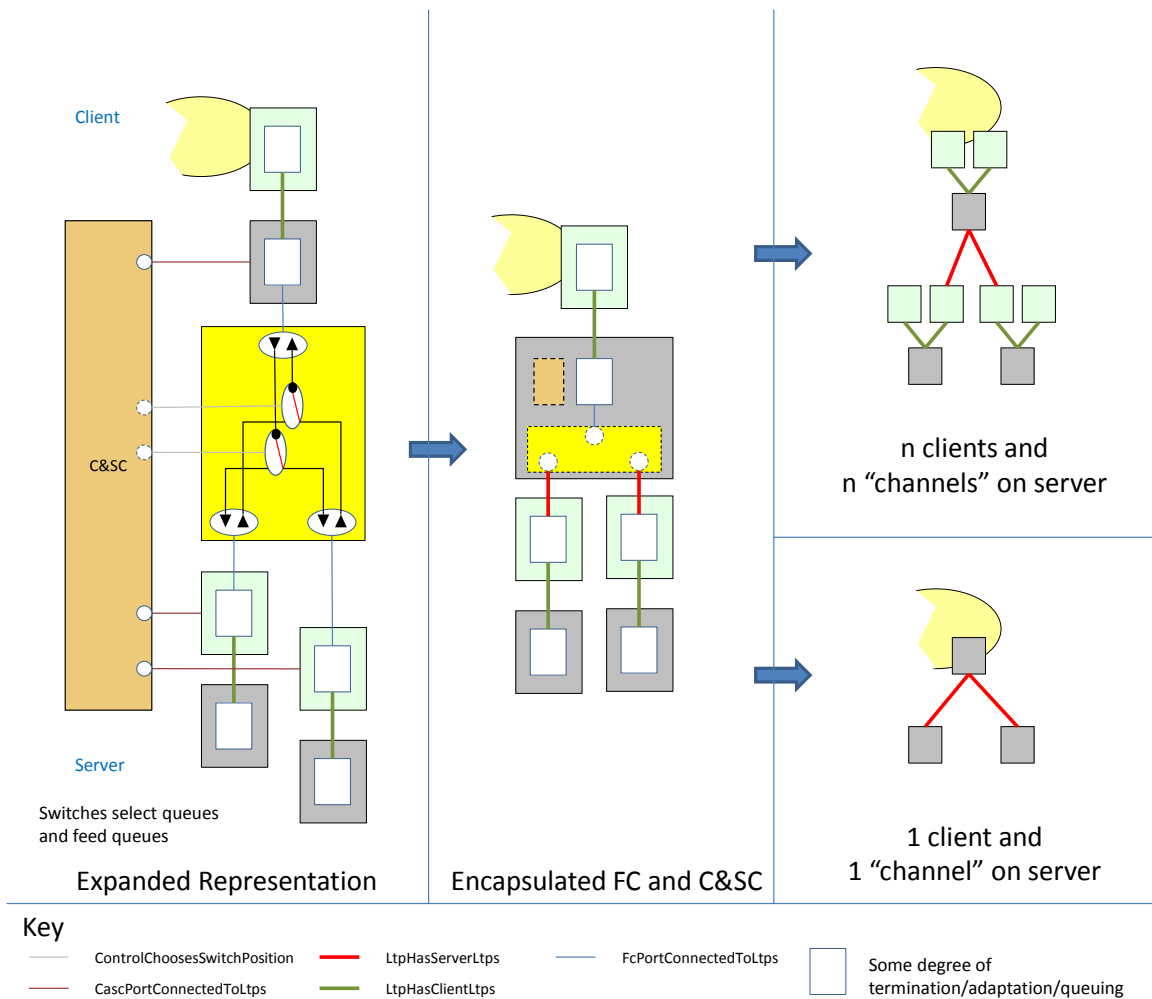 Client
C&SC
Server
Switches select queues
and feed queues
Expanded Representation
Encapsulated FC and C&SC
n clients and
n “channels” on server
1 client and
1 “channel” on server
Key
ControlChoosesSwitchPosition
CascPortConnectedToLtps
LtpHasServerLtps
LtpHasClientLtps
FcPortConnectedToLtps
Some degree of
termination/adaptation/queuing